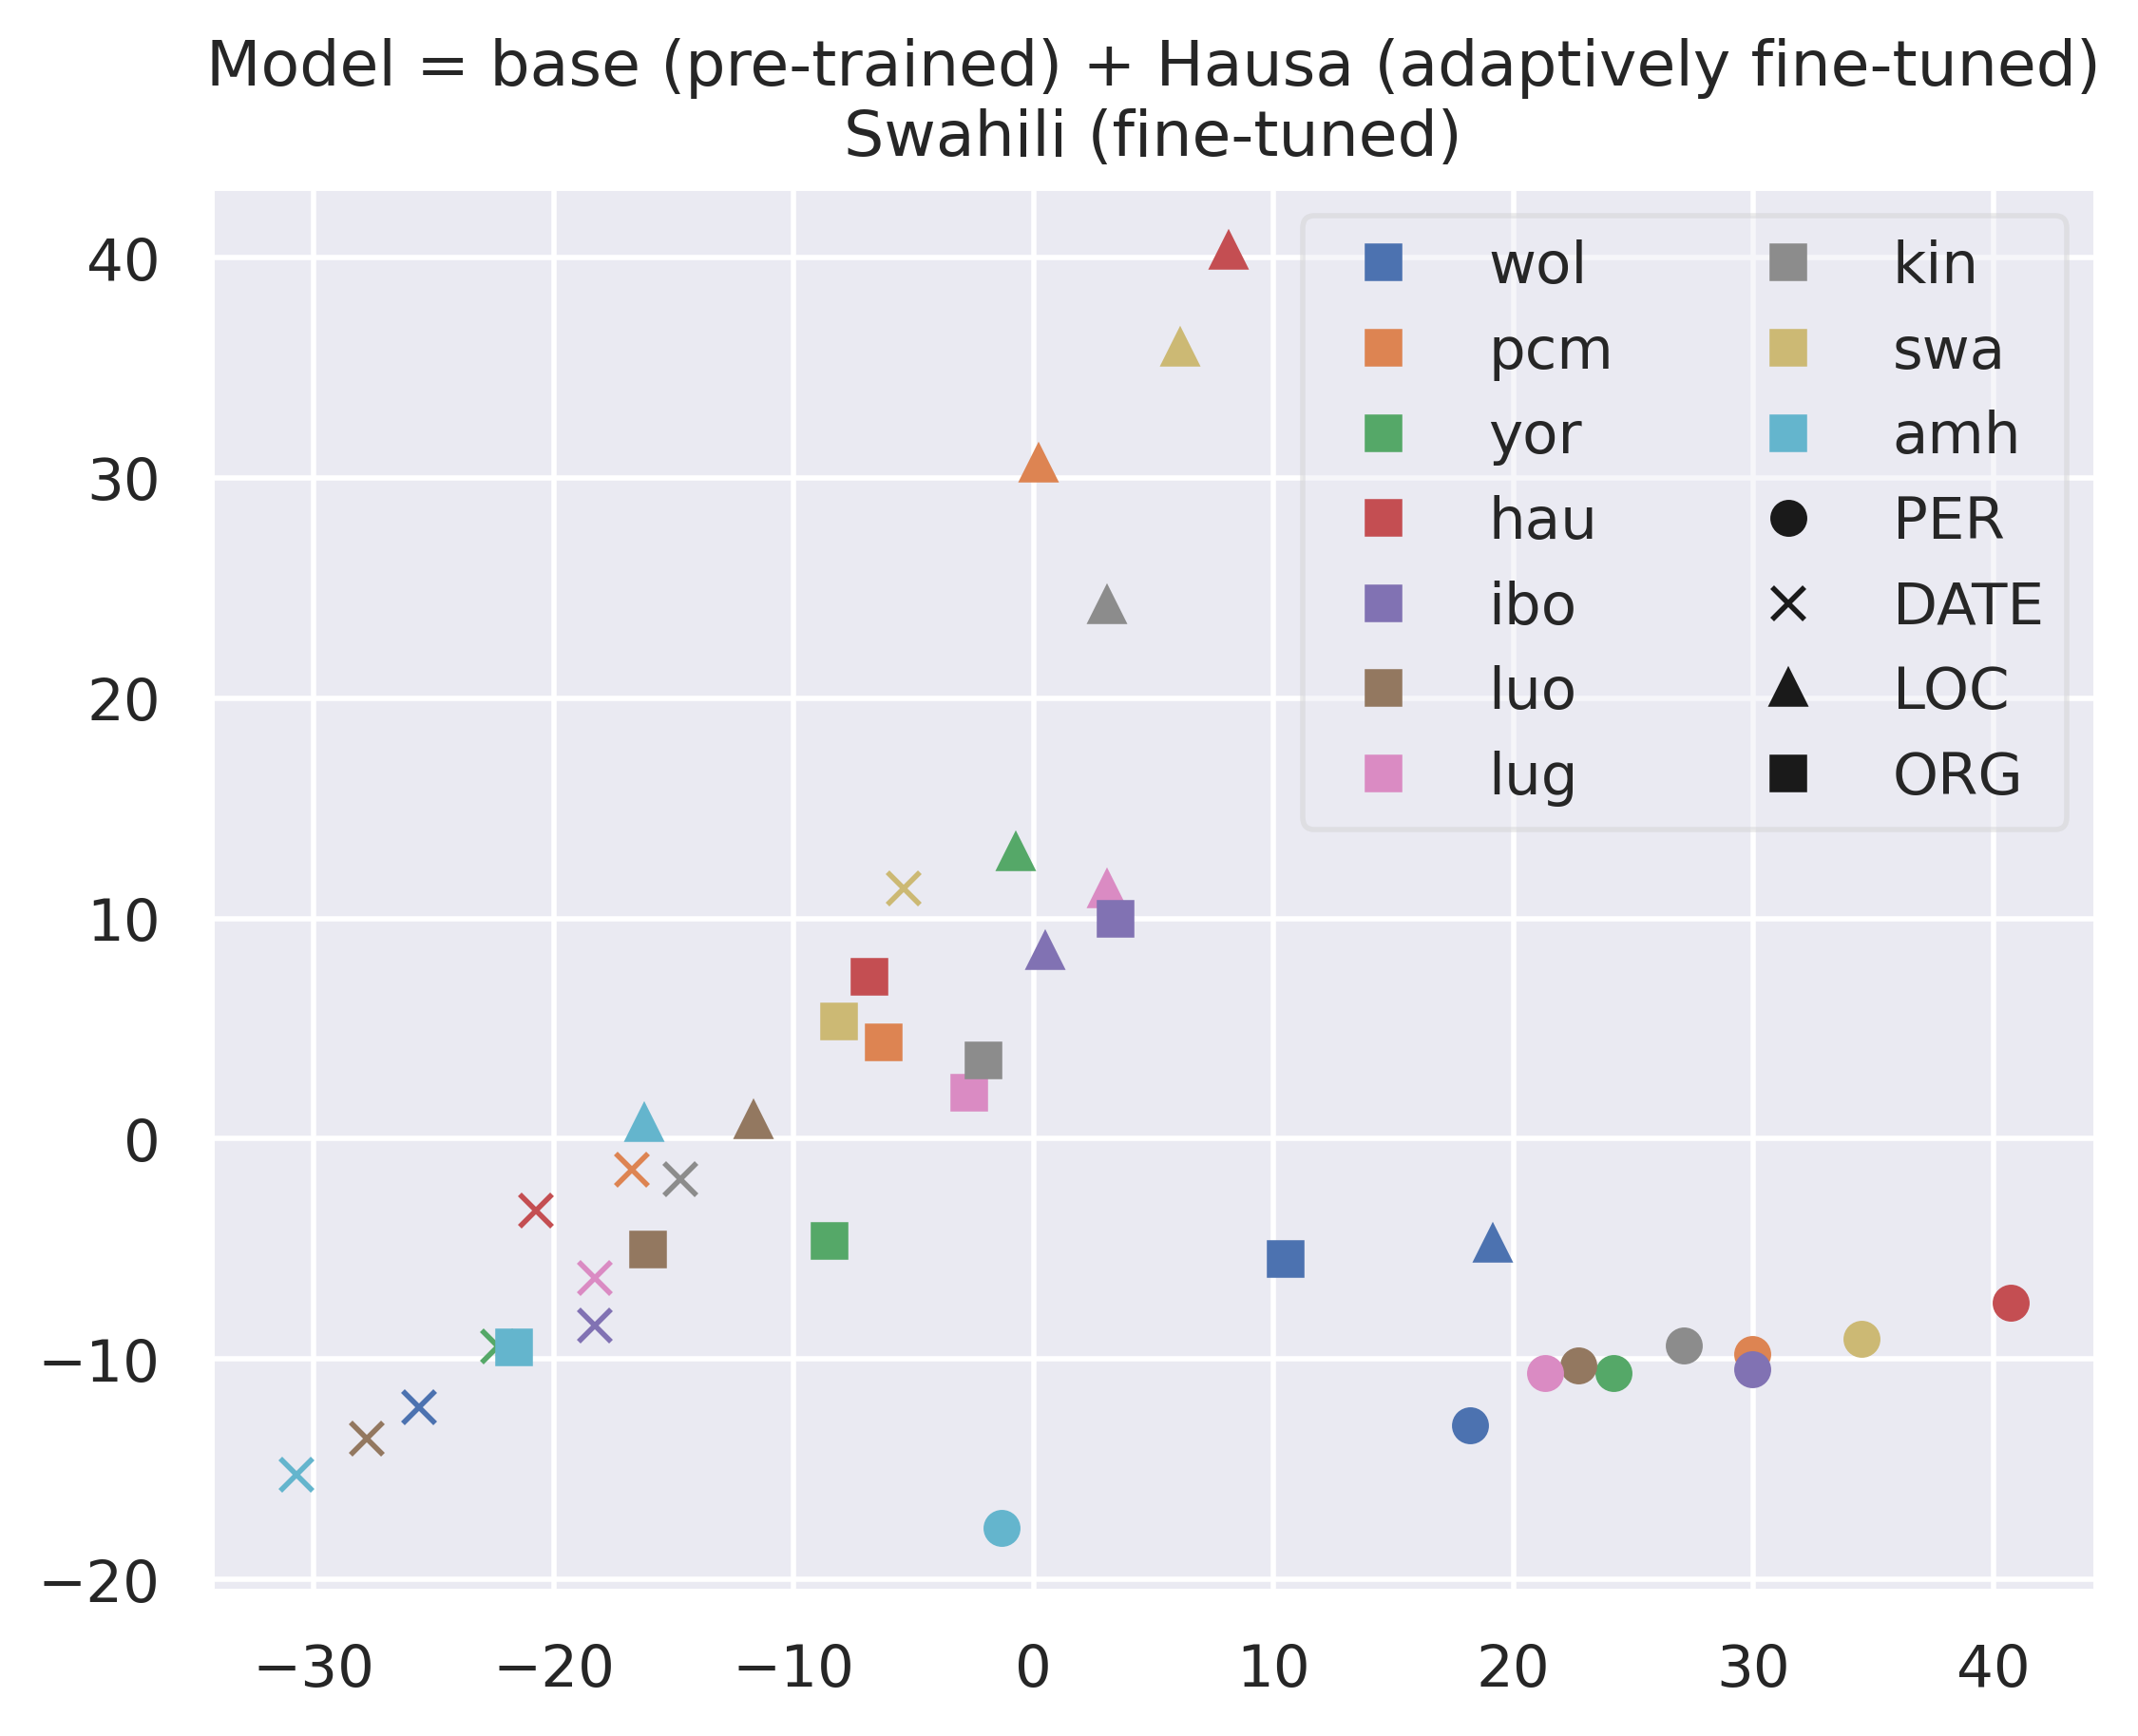 Model = base (pre-trained) + Hausa (adaptively fine-tuned)
Swahili (fine-tuned)
40
30
20
10
0
−10
−20
−30
−20
−10
0
10
20
30
40
wol
pcm
yor
hau
ibo
luo
lug
kin
swa
amh
PER
DATE
LOC
ORG